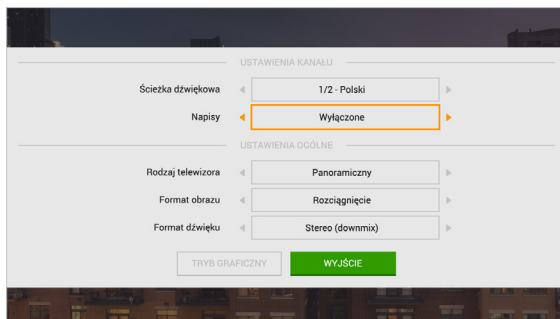 USTAWIENIA KANAŁU
Ścieżka dźwiękowa 1/2 - Polski
Napisy Wyłączone
USTAWIENIA OGÓLNE
Rodzaj telewizora Panoramiczny
Format obrazu Rozciągnięcie
Format dźwięku Stereo (downmix)
TRYB GRAFICZNY WYJŚCIE